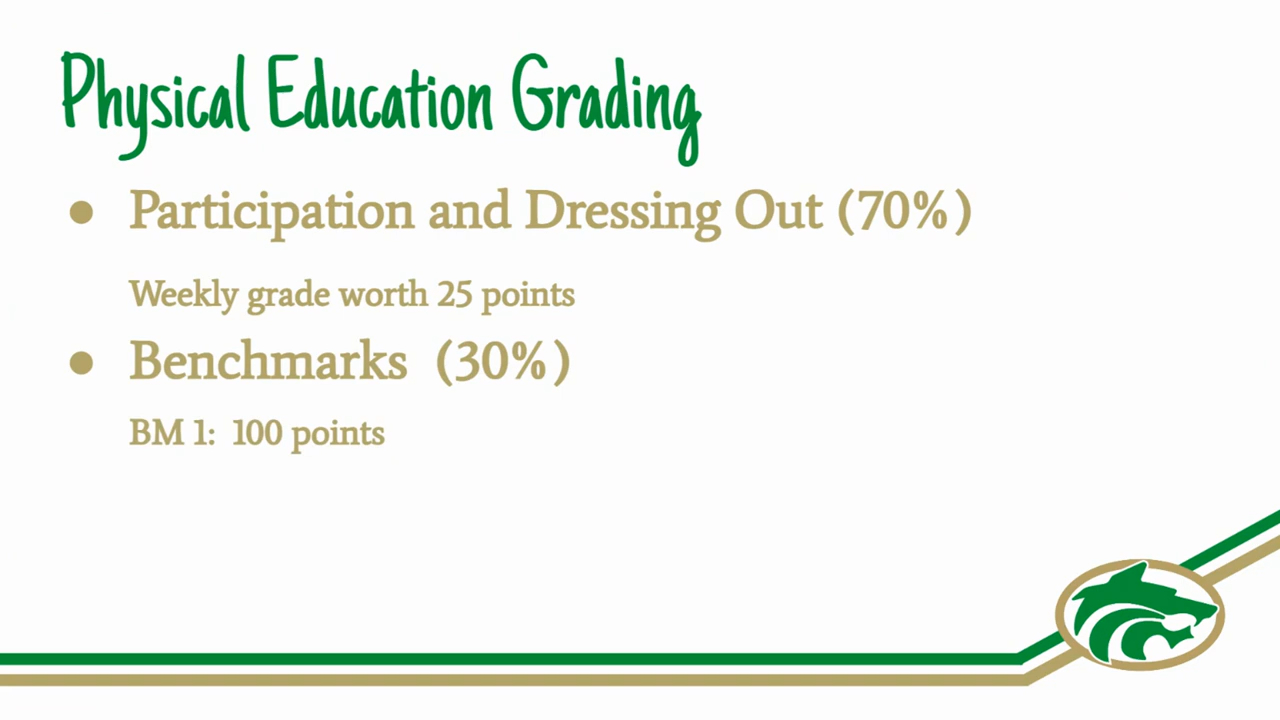 Physical Education Grading
● Participation and Dressing Out (70%)
Weekly grade worth 25 points
● Benchmarks (30%)
BM 1: 100 points